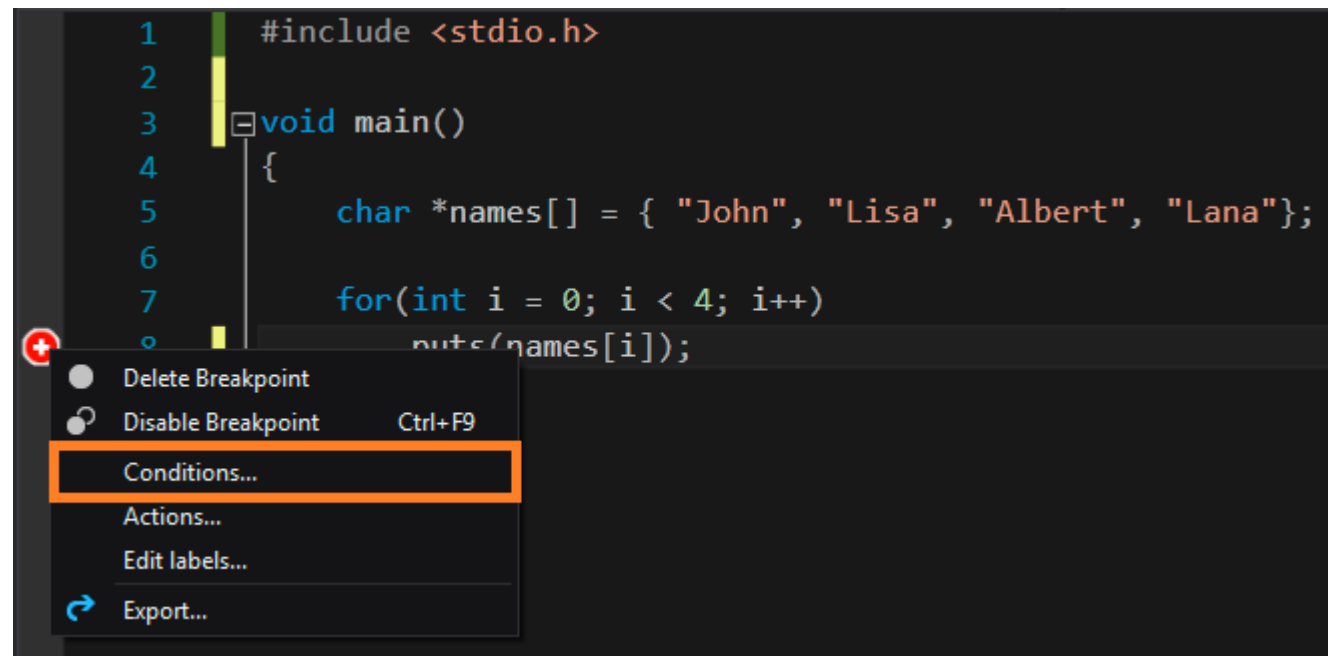 1 #include <stdio.h>
2
3 void main()
4 {
5 char *names[] = { "John", "Lisa", "Albert", "Lana"};
6
7 for(int i = 0; i < 4; i++)
8 puts(names[i]);
Delete Breakpoint
Disable Breakpoint Ctrl+F9
Conditions...
Actions...
Edit labels...
Export...